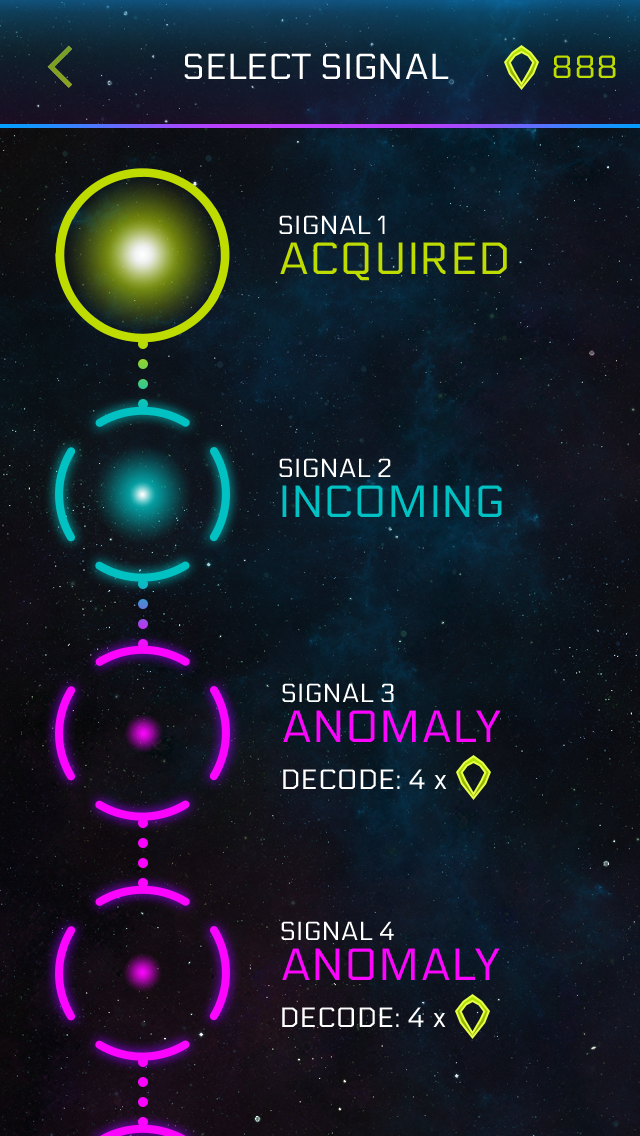 SELECT SIGNAL
888
SIGNAL 1
ACQUIRED
SIGNAL 2
INCOMING
SIGNAL 3
ANOMALY
DECODE: 4 x
SIGNAL 4
ANOMALY
DECODE: 4 x